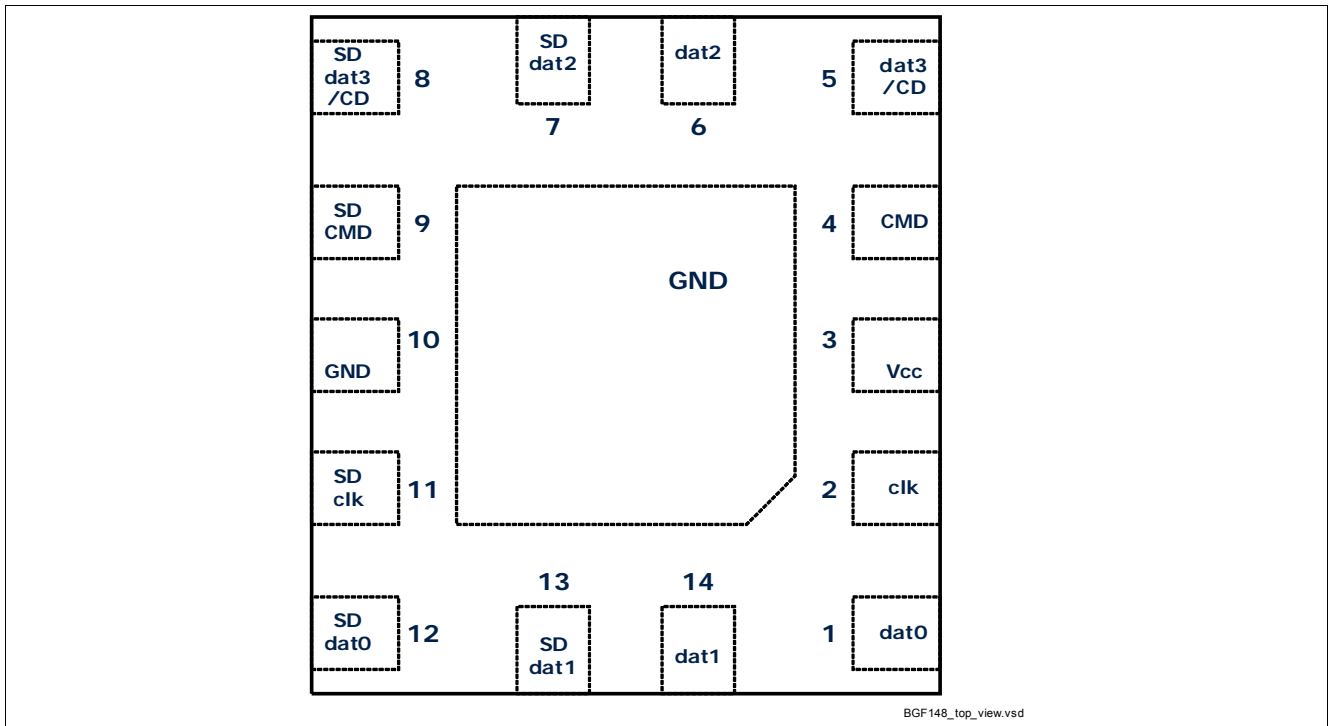 SD
dat3
/CD
8
SD
dat2
7
dat2
6
5
dat3
/CD
SD
CMD
9
4
CMD
GND
10
GND
3
Vcc
SD
clk
11
2
clk
SD
dat0
12
13
SD
dat1
14
dat1
1
dat0
BGF148_top_view.vsd